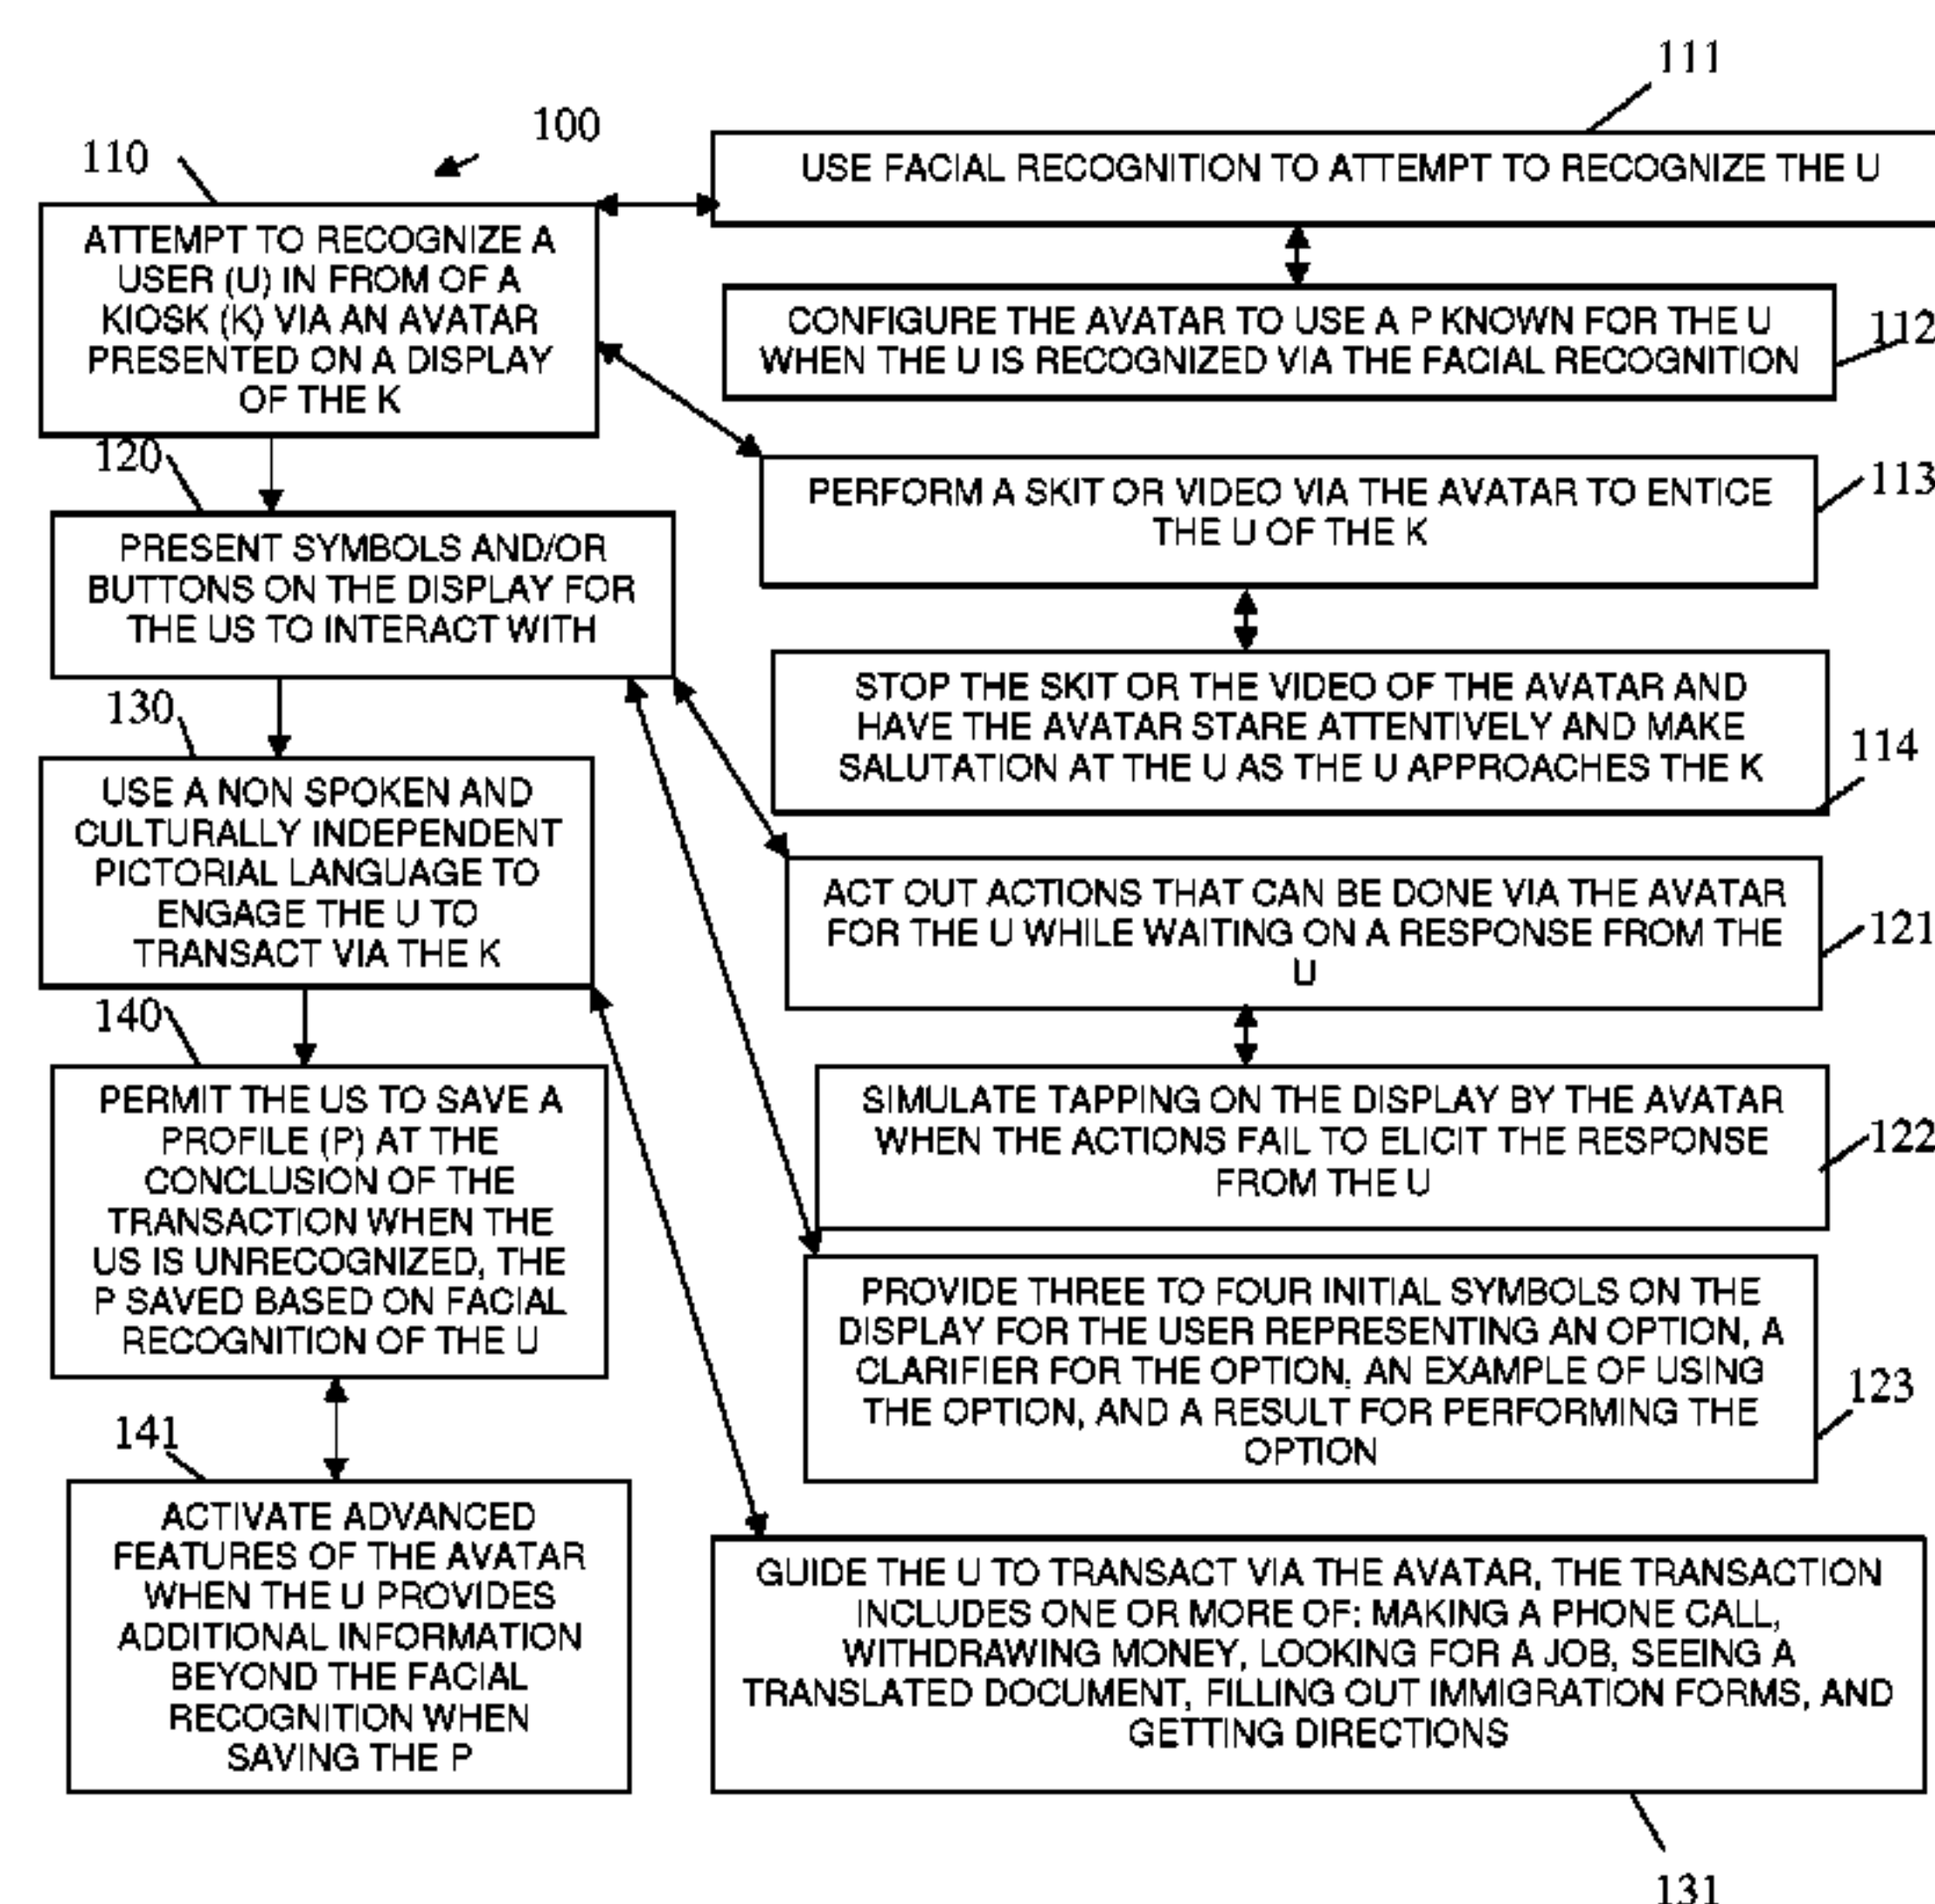 100
110
ATTEMPT TO RECOGNIZE A
USER (U) IN FROM OF A
KIOSK (K) VIA AN AVATAR
PRESENTED ON A DISPLAY
OF THE K
111
USE FACIAL RECOGNITION TO ATTEMPT TO RECOGNIZE THE U
112
CONFIGURE THE AVATAR TO USE A P KNOWN FOR THE U
WHEN THE U IS RECOGNIZED VIA THE FACIAL RECOGNITION
113
PERFORM A SKIT OR VIDEO VIA THE AVATAR TO ENTICE
THE U OF THE K
114
STOP THE SKIT OR THE VIDEO OF THE AVATAR AND
HAVE THE AVATAR STARE ATTENTIVELY AND MAKE
SALUTATION AT THE U AS THE U APPROACHES THE K
120
PRESENT SYMBOLS AND/OR
BUTTONS ON THE DISPLAY FOR
THE US TO INTERACT WITH
121
ACT OUT ACTIONS THAT CAN BE DONE VIA THE AVATAR
FOR THE U WHILE WAITING ON A RESPONSE FROM THE
U
122
SIMULATE TAPPING ON THE DISPLAY BY THE AVATAR
WHEN THE ACTIONS FAIL TO ELICIT THE RESPONSE
FROM THE U
123
PROVIDE THREE TO FOUR INITIAL SYMBOLS ON THE
DISPLAY FOR THE USER REPRESENTING AN OPTION, A
CLARIFIER FOR THE OPTION, AN EXAMPLE OF USING
THE OPTION, AND A RESULT FOR PERFORMING THE
OPTION
130
USE A NON SPOKEN AND
CULTURALLY INDEPENDENT
PICTORIAL LANGUAGE TO
ENGAGE THE U TO
TRANSACT VIA THE K
131
GUIDE THE U TO TRANSACT VIA THE AVATAR, THE TRANSACTION
INCLUDES ONE OR MORE OF: MAKING A PHONE CALL,
WITHDRAWING MONEY, LOOKING FOR A JOB, SEEING A
TRANSLATED DOCUMENT, FILLING OUT IMMIGRATION FORMS, AND
GETTING DIRECTIONS
140
PERMIT THE US TO SAVE A
PROFILE (P) AT THE
CONCLUSION OF THE
TRANSACTION WHEN THE
US IS UNRECOGNIZED, THE
P SAVED BASED ON FACIAL
RECOGNITION OF THE U
141
ACTIVATE ADVANCED
FEATURES OF THE AVATAR
WHEN THE U PROVIDES
ADDITIONAL INFORMATION
BEYOND THE FACIAL
RECOGNITION WHEN
SAVING THE P